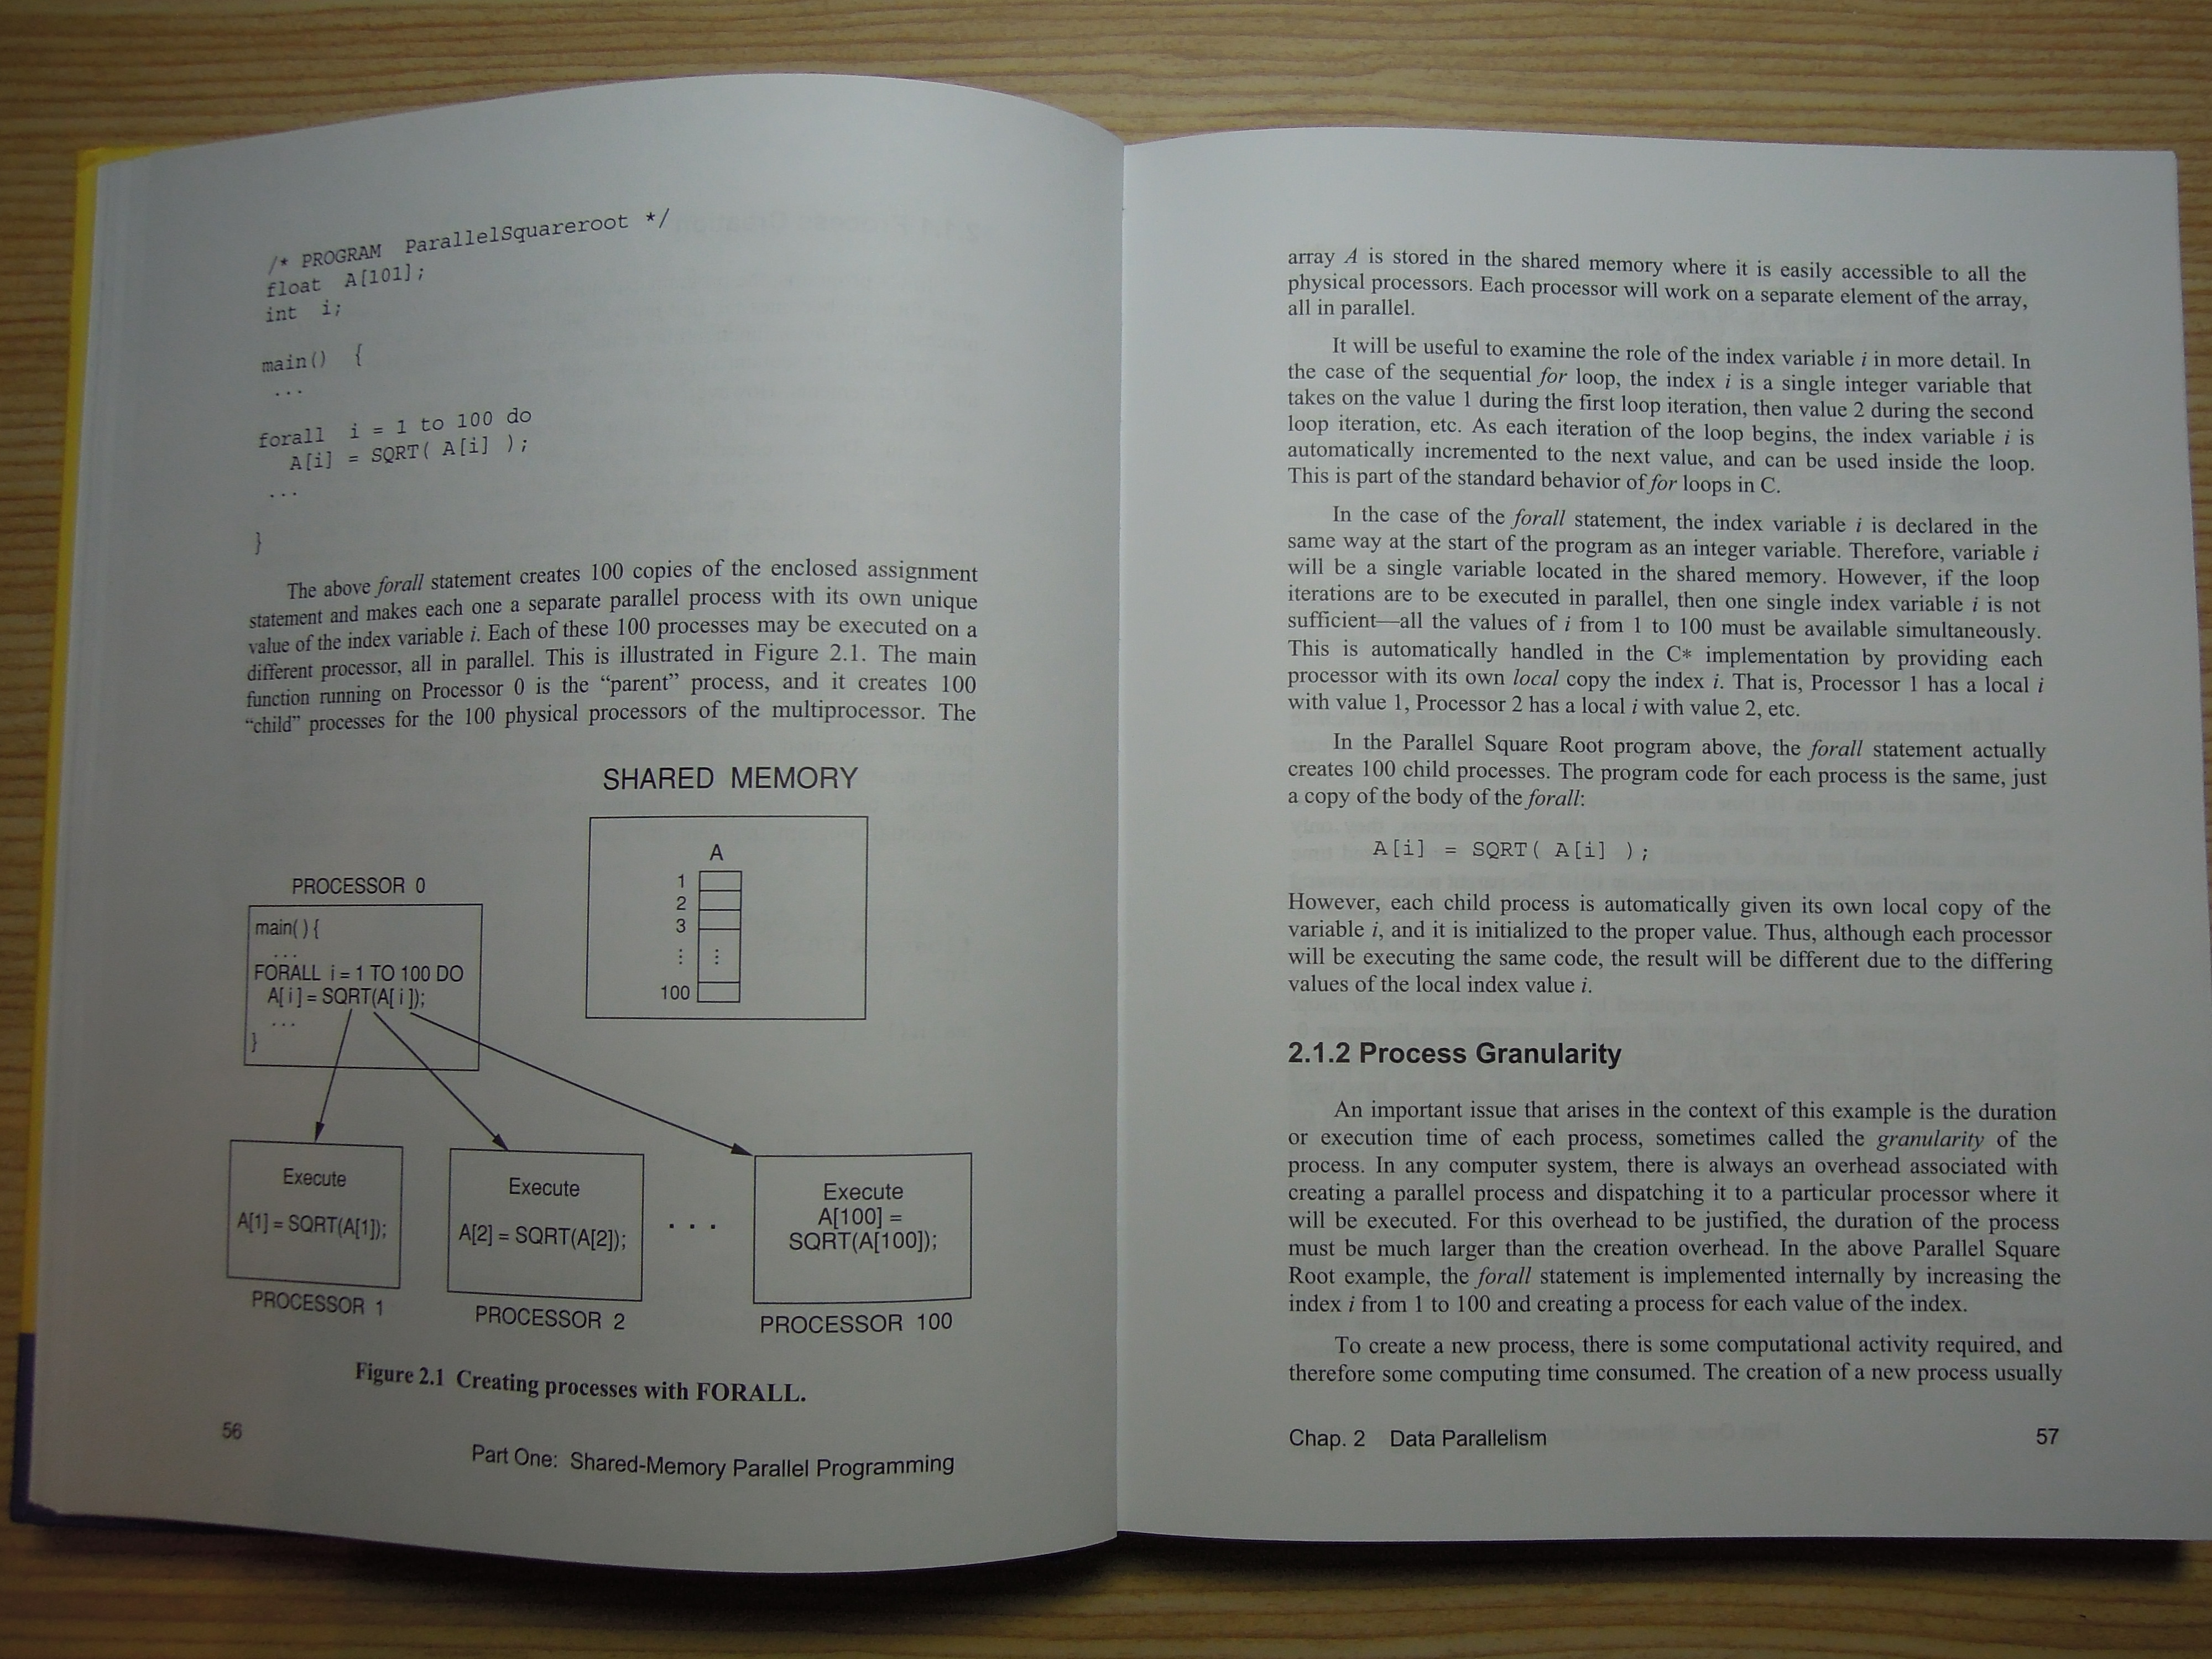 /* PROGRAM ParallelSquareroot */
float A[101];
int i;
main() {
...
forall i = 1 to 100 do
A[i] = SQRT( A[i] );
...
}
The above forall statement creates 100 copies of the enclosed assignment
statement and makes each one a separate parallel process with its own unique
value of the index variable i. Each of these 100 processes may be executed on a
different processor, all in parallel. This is illustrated in Figure 2.1. The main
function running on Processor 0 is the “parent” process, and it creates 100
“child” processes for the 100 physical processors of the multiprocessor. The
SHARED MEMORY
A
1
2
3
⋮ ⋮
100
PROCESSOR 0
main( ) {
...
FORALL i = 1 TO 100 DO
A[ i ] = SQRT(A[ i ]);
...
}
Execute
A[1] = SQRT(A[1]);
PROCESSOR 1
Execute
A[2] = SQRT(A[2]);
PROCESSOR 2
. . .
Execute
A[100] =
SQRT(A[100]);
PROCESSOR 100
Figure 2.1 Creating processes with FORALL.
56
Part One: Shared-Memory Parallel Programming
array A is stored in the shared memory where it is easily accessible to all the
physical processors. Each processor will work on a separate element of the array,
all in parallel.
It will be useful to examine the role of the index variable i in more detail. In
the case of the sequential for loop, the index i is a single integer variable that
takes on the value 1 during the first loop iteration, then value 2 during the second
loop iteration, etc. As each iteration of the loop begins, the index variable i is
automatically incremented to the next value, and can be used inside the loop.
This is part of the standard behavior of for loops in C.
In the case of the forall statement, the index variable i is declared in the
same way at the start of the program as an integer variable. Therefore, variable i
will be a single variable located in the shared memory. However, if the loop
iterations are to be executed in parallel, then one single index variable i is not
sufficient—all the values of i from 1 to 100 must be available simultaneously.
This is automatically handled in the C* implementation by providing each
processor with its own local copy the index i. That is, Processor 1 has a local i
with value 1, Processor 2 has a local i with value 2, etc.
In the Parallel Square Root program above, the forall statement actually
creates 100 child processes. The program code for each process is the same, just
a copy of the body of the forall:
A[i] = SQRT( A[i] );
However, each child process is automatically given its own local copy of the
variable i, and it is initialized to the proper value. Thus, although each processor
will be executing the same code, the result will be different due to the differing
values of the local index value i.
2.1.2 Process Granularity
An important issue that arises in the context of this example is the duration
or execution time of each process, sometimes called the granularity of the
process. In any computer system, there is always an overhead associated with
creating a parallel process and dispatching it to a particular processor where it
will be executed. For this overhead to be justified, the duration of the process
must be much larger than the creation overhead. In the above Parallel Square
Root example, the forall statement is implemented internally by increasing the
index i from 1 to 100 and creating a process for each value of the index.
To create a new process, there is some computational activity required, and
therefore some computing time consumed. The creation of a new process usually
Chap. 2 Data Parallelism
57